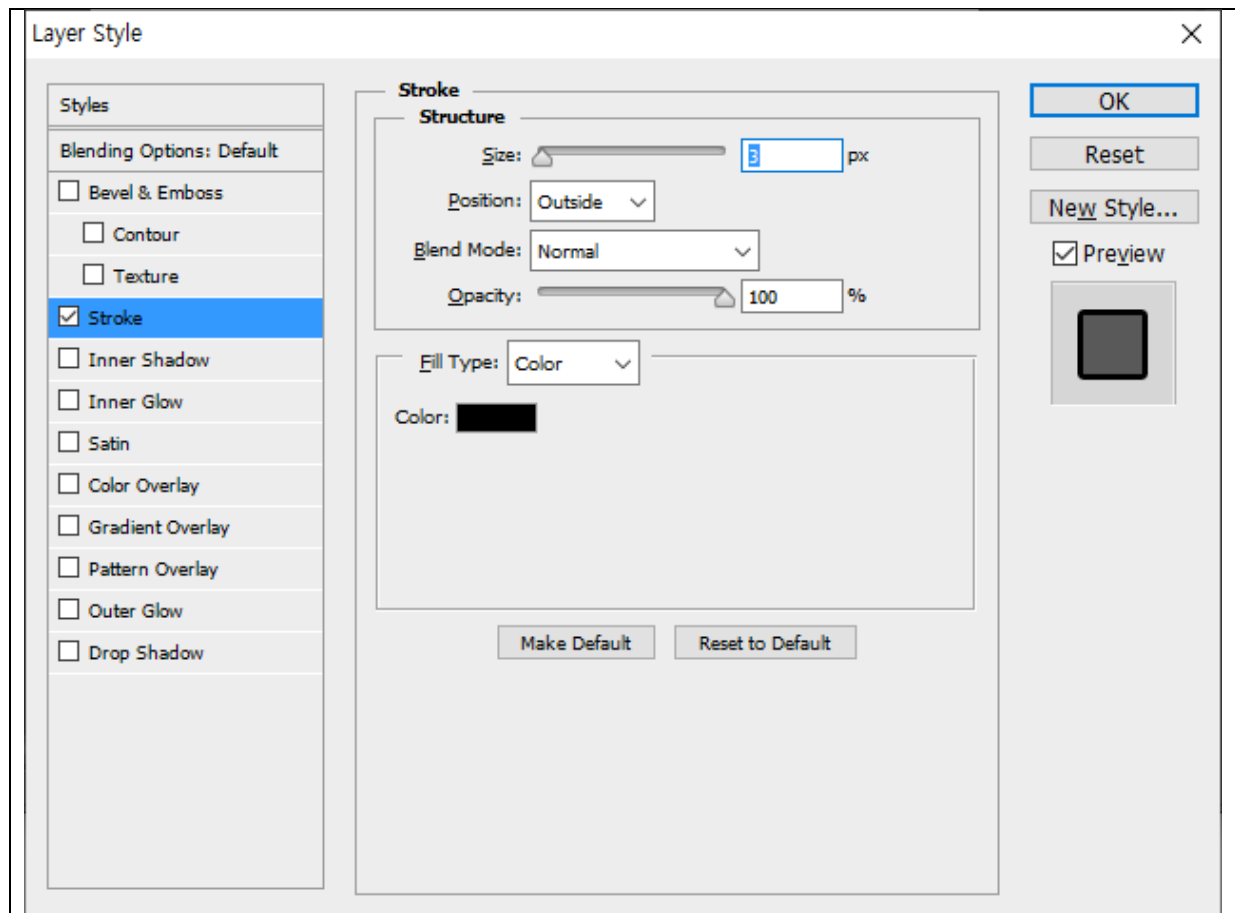 Layer Style
Styles
Blending Options: Default
Bevel & Emboss
Contour
Texture
Stroke
Inner Shadow
Inner Glow
Satin
Color Overlay
Gradient Overlay
Pattern Overlay
Outer Glow
Drop Shadow
Stroke
Structure
Size: 3 px
Position: Outside
Blend Mode: Normal
Opacity: 100 %
Fill Type: Color
Color:
Make Default Reset to Default
OK
Reset
New Style...
Preview